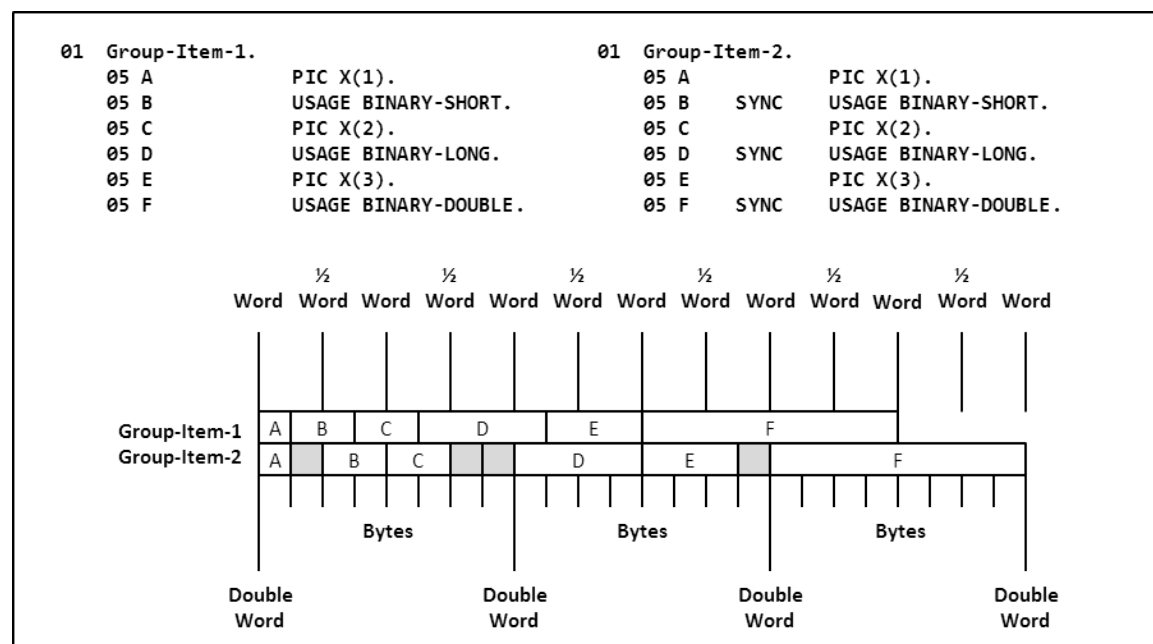 01  Group-Item-1.
05 A  PIC X(1).
05 B  USAGE BINARY-SHORT.
05 C  PIC X(2).
05 D  USAGE BINARY-LONG.
05 E  PIC X(3).
05 F  USAGE BINARY-DOUBLE.
01  Group-Item-2.
05 A  PIC X(1).
05 B  SYNC  USAGE BINARY-SHORT.
05 C  PIC X(2).
05 D  SYNC  USAGE BINARY-LONG.
05 E  PIC X(3).
05 F  SYNC  USAGE BINARY-DOUBLE.
½ ½ ½ ½ ½ ½
Word Word Word Word Word Word Word Word Word Word Word Word Word
Group-Item-1 A B C D E F
Group-Item-2 A B C D E F
Bytes Bytes Bytes
Double Double Double Double
Word Word Word Word